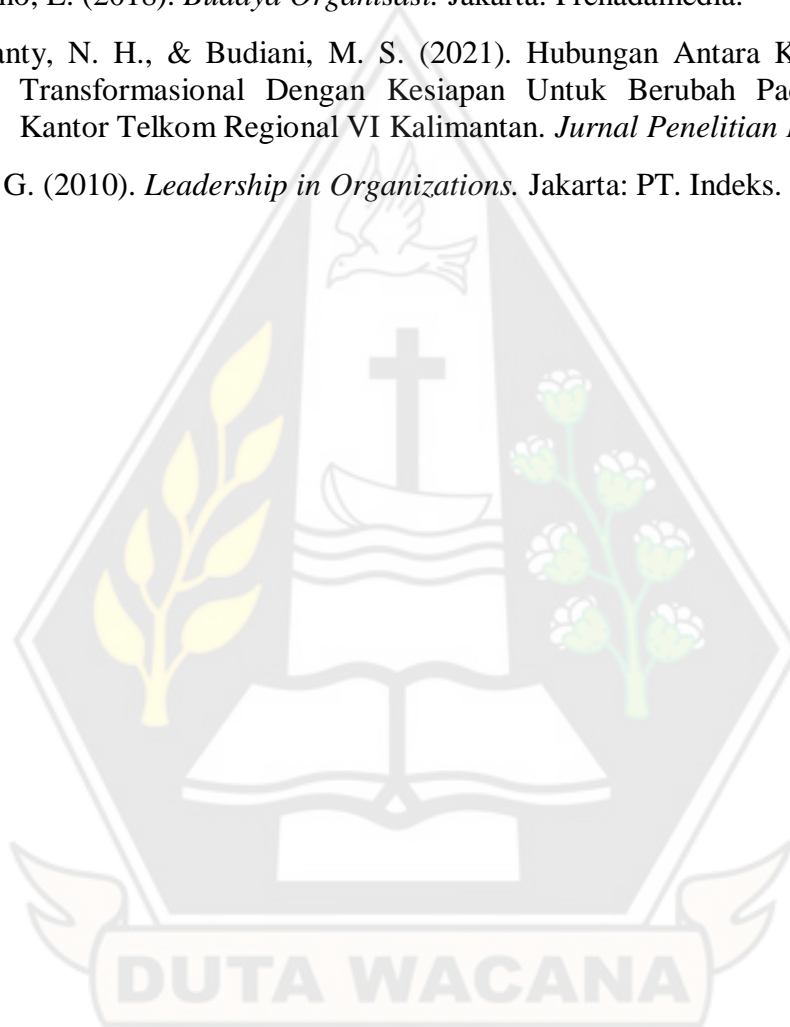 no, E. (2018). Budaya Organisasi. Jakarta: Prenadamedia.
anty, N. H., & Budiani, M. S. (2021). Hubungan Antara K
Transformasional Dengan Kesiapan Untuk Berubah Pa
Kantor Telkom Regional VI Kalimantan. Jurnal Penelitian
G. (2010). Leadership in Organizations. Jakarta: PT. Indeks.
DUTA WACANA